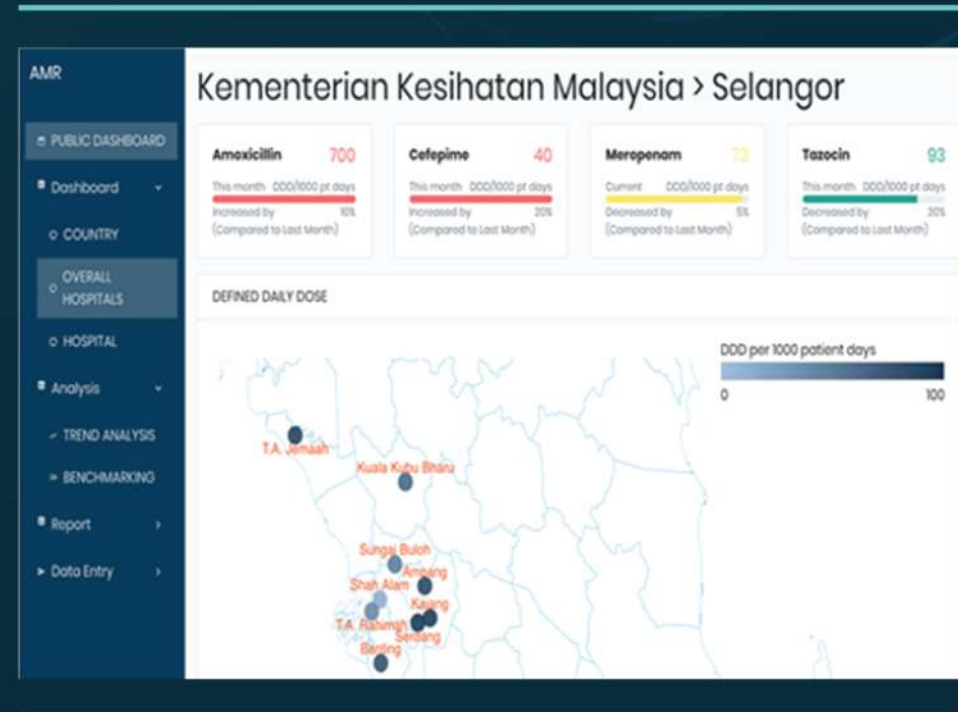 AMR
PUBLIC DASHBOARD
Dashboard
COUNTRY
OVERALL
HOSPITALS
HOSPITAL
Analysis
TREND ANALYSIS
BENCHMARKING
Report
Data Entry
Kementerian Kesihatan Malaysia > Selangor
Amoxicillin 700
This month DDD/1000 pt days
Increased by 10%
(Compared to Last Month)
Cefepime 40
This month DDD/1000 pt days
Increased by 20%
(Compared to Last Month)
Meropenam 73
Current DDD/1000 pt days
Decreased by 5%
(Compared to Last Month)
Tazocin 93
This month DDD/1000 pt days
Decreased by 20%
(Compared to Last Month)
DEFINED DAILY DOSE
DDD per 1000 patient days
0 100
T.A. Jemaah
Kuala Kubu Bharu
Sungai Buloh
Ampang
Shah Alam
Kajang
T.A. Rahimah
Serdang
Banting